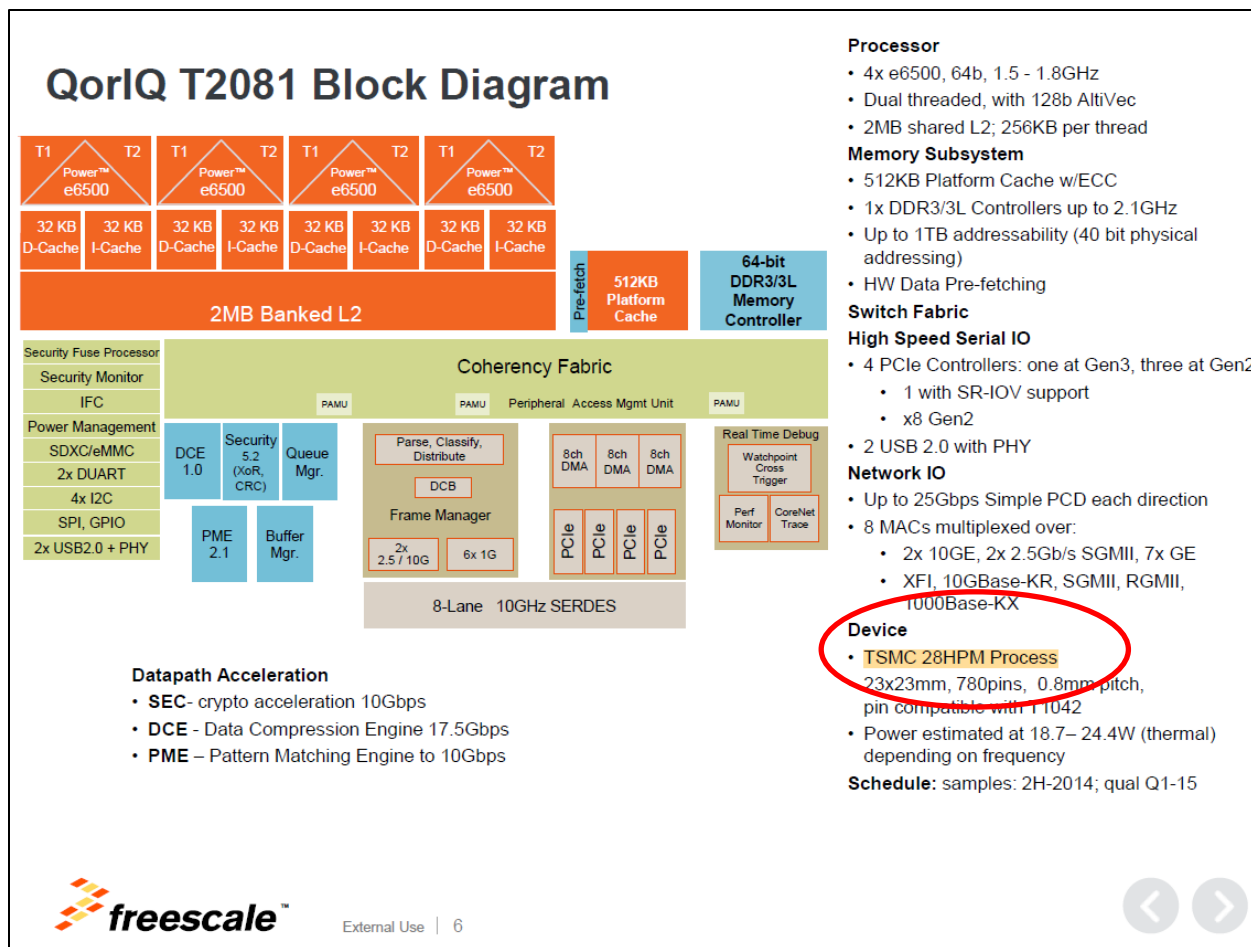 QorIQ T2081 Block Diagram
T1 T2 T1 T2 T1 T2 T1 T2
Power™ Power™ Power™ Power™
e6500 e6500 e6500 e6500
32 KB 32 KB 32 KB 32 KB 32 KB 32 KB 32 KB 32 KB
D-Cache I-Cache D-Cache I-Cache D-Cache I-Cache D-Cache I-Cache
2MB Banked L2
Pre-fetch
512KB
Platform
Cache
64-bit
DDR3/3L
Memory
Controller
Security Fuse Processor
Security Monitor
IFC
Power Management
SDXC/eMMC
2x DUART
4x I2C
SPI, GPIO
2x USB2.0 + PHY
Coherency Fabric
PAMU PAMU Peripheral Access Mgmt Unit PAMU
DCE
1.0
Security
5.2
(XoR,
CRC)
Queue
Mgr.
PME
2.1
Buffer
Mgr.
Parse, Classify,
Distribute
DCB
Frame Manager
2x
2.5 / 10G
6x 1G
8ch
DMA
8ch
DMA
8ch
DMA
PCIe
PCIe
PCIe
PCIe
Real Time Debug
Watchpoint
Cross
Trigger
Perf
Monitor
CoreNet
Trace
8-Lane 10GHz SERDES
Datapath Acceleration
• SEC- crypto acceleration 10Gbps
• DCE - Data Compression Engine 17.5Gbps
• PME – Pattern Matching Engine to 10Gbps
Processor
• 4x e6500, 64b, 1.5 - 1.8GHz
• Dual threaded, with 128b AltiVec
• 2MB shared L2; 256KB per thread
Memory Subsystem
• 512KB Platform Cache w/ECC
• 1x DDR3/3L Controllers up to 2.1GHz
• Up to 1TB addressability (40 bit physical
addressing)
• HW Data Pre-fetching
Switch Fabric
High Speed Serial IO
• 4 PCIe Controllers: one at Gen3, three at Gen2
• 1 with SR-IOV support
• x8 Gen2
• 2 USB 2.0 with PHY
Network IO
• Up to 25Gbps Simple PCD each direction
• 8 MACs multiplexed over:
• 2x 10GE, 2x 2.5Gb/s SGMII, 7x GE
• XFI, 10GBase-KR, SGMII, RGMII,
1000Base-KX
Device
• TSMC 28HPM Process
23x23mm, 780pins, 0.8mm pitch,
pin compatible with T1042
• Power estimated at 18.7– 24.4W (thermal)
depending on frequency
Schedule: samples: 2H-2014; qual Q1-15
freescale™
External Use | 6